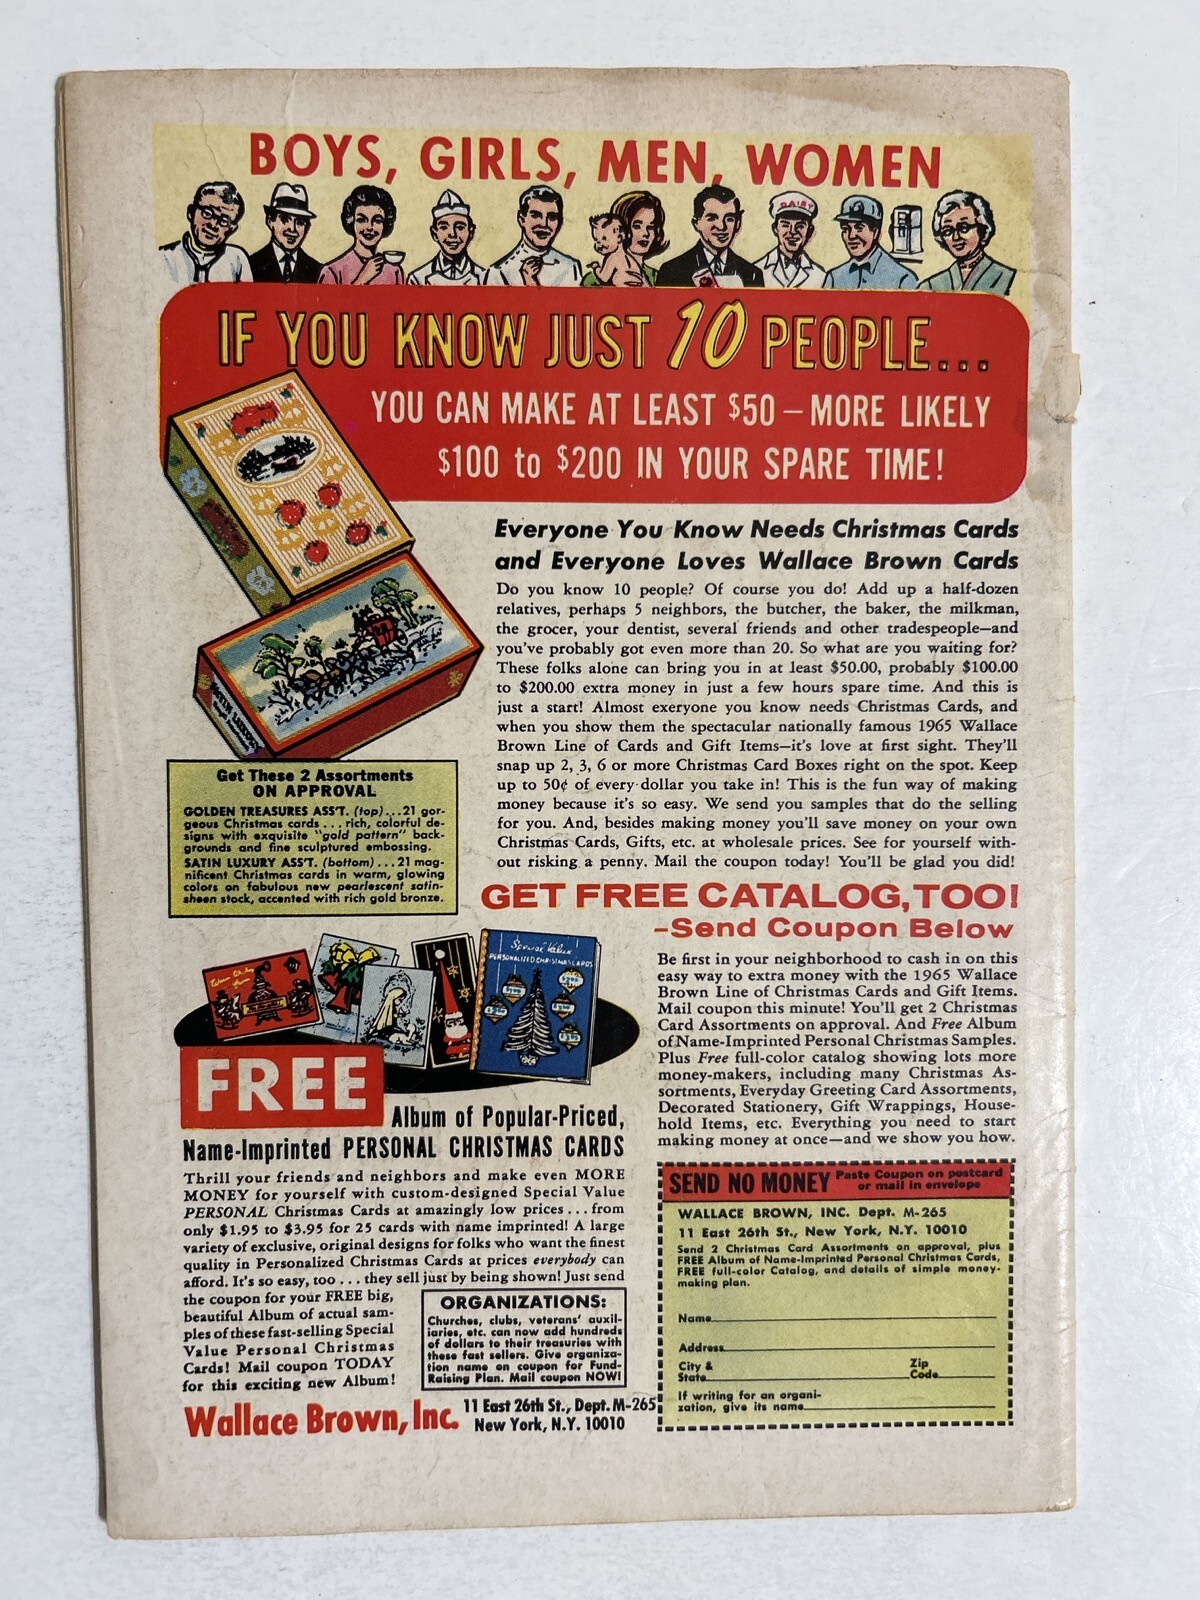 BOYS, GIRLS, MEN, WOMEN
DAIRY
IF YOU KNOW JUST 10 PEOPLE...
YOU CAN MAKE AT LEAST $50 – MORE LIKELY
$100 to $200 IN YOUR SPARE TIME!
Everyone You Know Needs Christmas Cards
and Everyone Loves Wallace Brown Cards
Do you know 10 people? Of course you do! Add up a half-dozen
relatives, perhaps 5 neighbors, the butcher, the baker, the milkman,
the grocer, your dentist, several friends and other tradespeople—and
you've probably got even more than 20. So what are you waiting for?
These folks alone can bring you in at least $50.00, probably $100.00
to $200.00 extra money in just a few hours spare time. And this is
just a start! Almost exeryone you know needs Christmas Cards, and
when you show them the spectacular nationally famous 1965 Wallace
Brown Line of Cards and Gift Items—it's love at first sight. They'll
snap up 2, 3, 6 or more Christmas Card Boxes right on the spot. Keep
up to 50¢ of every dollar you take in! This is the fun way of making
money because it's so easy. We send you samples that do the selling
for you. And, besides making money you'll save money on your own
Christmas Cards, Gifts, etc. at wholesale prices. See for yourself with-
out risking a penny. Mail the coupon today! You'll be glad you did!
Get These 2 Assortments
ON APPROVAL
GOLDEN TREASURES ASS'T. (top)...21 gor-
geous Christmas cards ... rich, colorful de-
signs with exquisite "gold pattern" back-
grounds and fine sculptured embossing.
SATIN LUXURY ASS'T. (bottom) ... 21 mag-
nificent Christmas cards in warm, glowing
colors on fabulous new pearlescent satin-
sheen stock, accented with rich gold bronze.
GET FREE CATALOG, TOO!
–Send Coupon Below
Be first in your neighborhood to cash in on this
easy way to extra money with the 1965 Wallace
Brown Line of Christmas Cards and Gift Items.
Mail coupon this minute! You'll get 2 Christmas
Card Assortments on approval. And Free Album
of Name-Imprinted Personal Christmas Samples.
Plus Free full-color catalog showing lots more
money-makers, including many Christmas As-
sortments, Everyday Greeting Card Assortments,
Decorated Stationery, Gift Wrappings, House-
hold Items, etc. Everything you need to start
making money at once—and we show you how.
Special Value
PERSONALIZED CHRISTMAS CARDS
FREE
Album of Popular-Priced,
Name-Imprinted PERSONAL CHRISTMAS CARDS
Thrill your friends and neighbors and make even MORE
MONEY for yourself with custom-designed Special Value
PERSONAL Christmas Cards at amazingly low prices ... from
only $1.95 to $3.95 for 25 cards with name imprinted! A large
variety of exclusive, original designs for folks who want the finest
quality in Personalized Christmas Cards at prices everybody can
afford. It's so easy, too ... they sell just by being shown! Just send
the coupon for your FREE big,
beautiful Album of actual sam-
ples of these fast-selling Special
Value Personal Christmas
Cards! Mail coupon TODAY
for this exciting new Album!
ORGANIZATIONS:
Churches, clubs, veterans' auxil-
iaries, etc. can now add hundreds
of dollars to their treasuries with
these fast sellers. Give organiza-
tion name on coupon for Fund-
Raising Plan. Mail coupon NOW!
Wallace Brown, Inc. 11 East 26th St., Dept. M-265
New York, N.Y. 10010
SEND NO MONEY Paste Coupon on postcard
or mail in envelope
WALLACE BROWN, INC. Dept. M-265
11 East 26th St., New York, N.Y. 10010
Send 2 Christmas Card Assortments on approval, plus
FREE Album of Name-Imprinted Personal Christmas Cards,
FREE full-color Catalog, and details of simple money-
making plan.
Name
Address
City &
State
Zip
Code
If writing for an organi-
zation, give its name